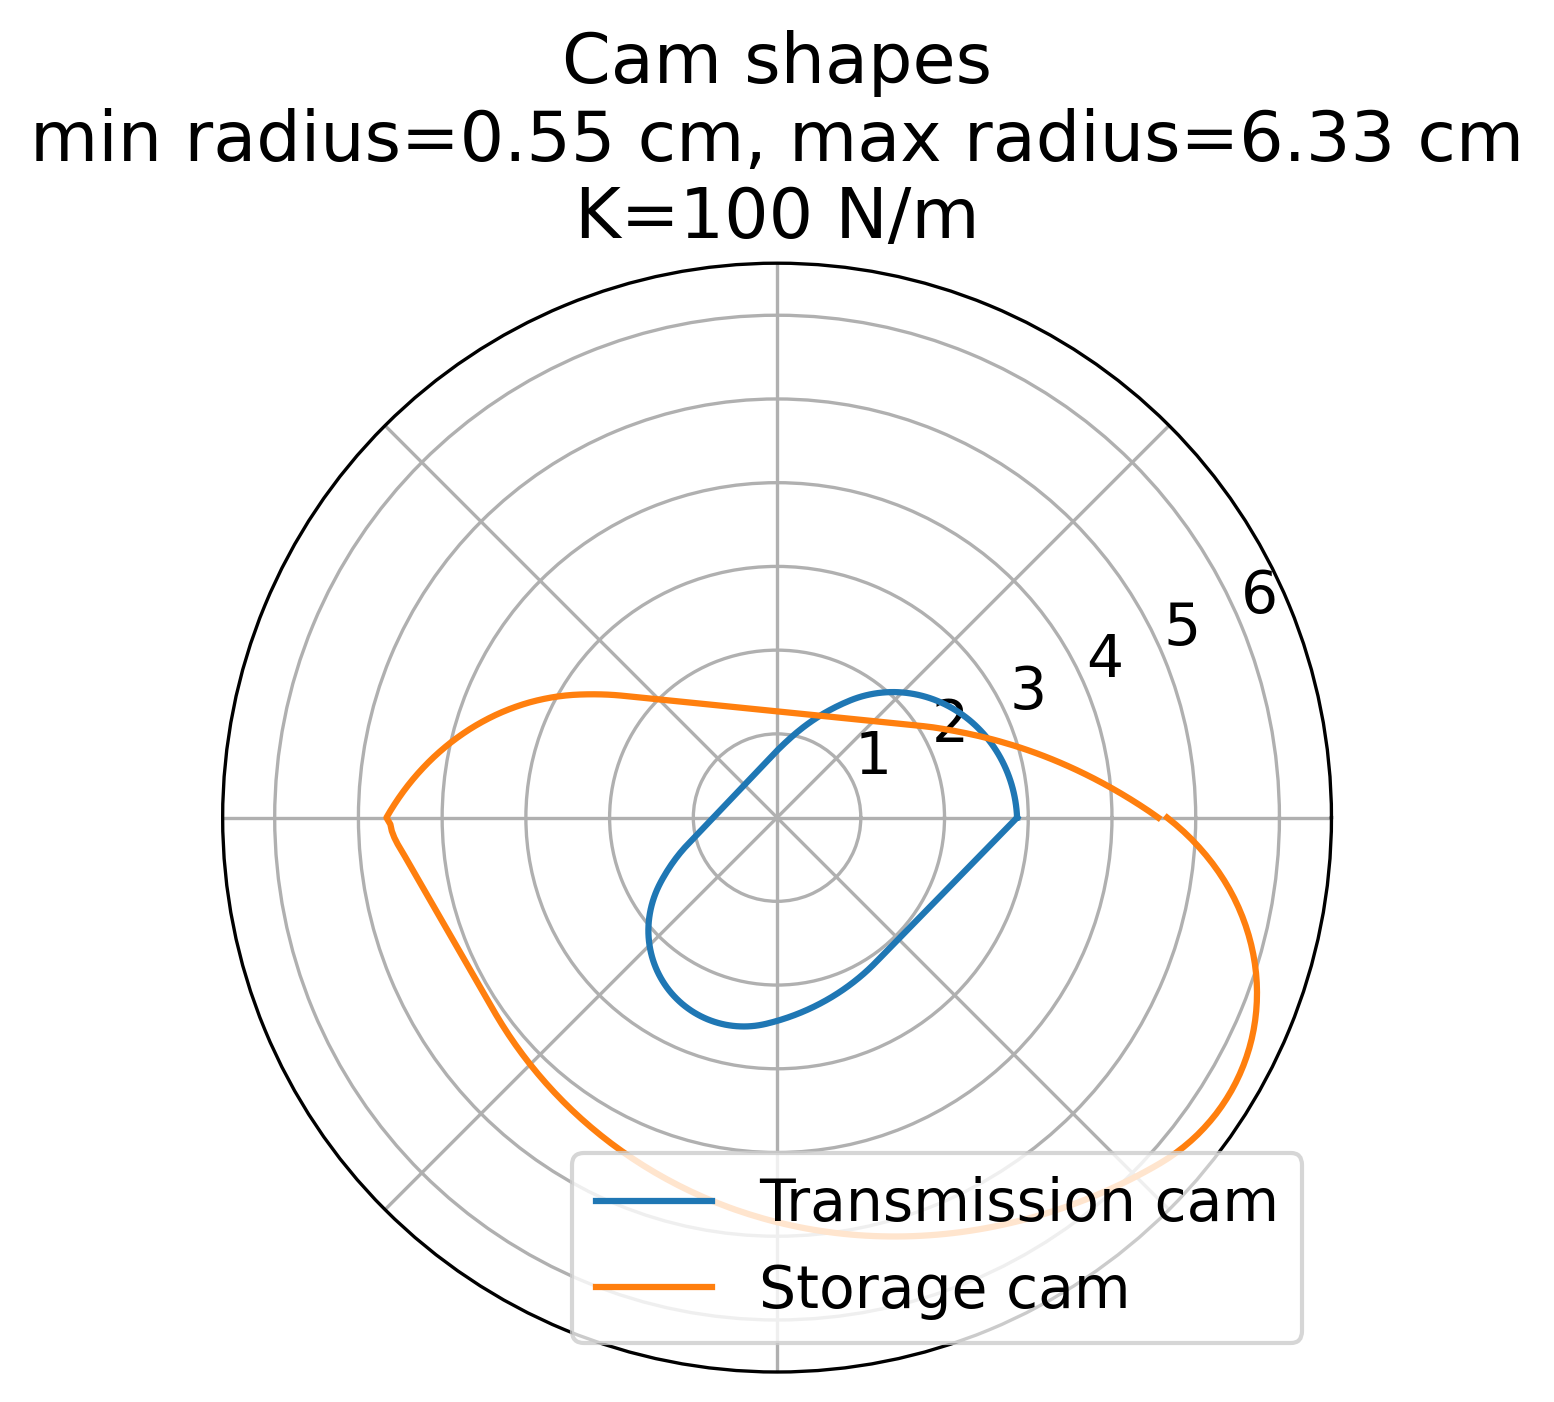 Cam shapes
min radius=0.55 cm, max radius=6.33 cm
K=100 N/m
6
5
4
3
2
1
Transmission cam
Storage cam